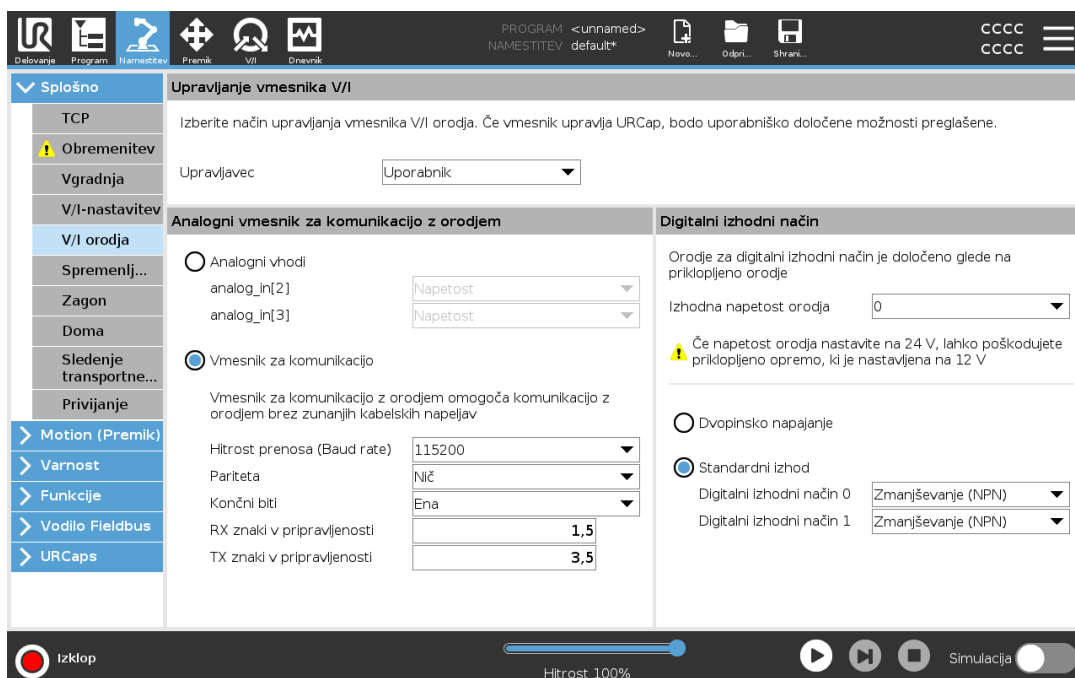 PROGRAM <unnamed>
NAMESTITEV default*
cccc
cccc
Delovanje Program Namestitev Premik V/I Dnevnik Novo... Odpri... Shrani...
Splošno
TCP
Obremenitev
Vgradnja
V/I-nastavitev
V/I orodja
Spremenlj...
Zagon
Doma
Sledenje
transportne...
Privijanje
Motion (Premik)
Varnost
Funkcije
Vodilo Fieldbus
URCaps
Upravljanje vmesnika V/I
Izberite način upravljanja vmesnika V/I orodja. Če vmesnik upravlja URCap, bodo uporabniško določene možnosti preglašene.
Upravljavec Uporabnik
Analogni vmesnik za komunikacijo z orodjem
Analogni vhodi
analog_in[2] Napetost
analog_in[3] Napetost
Vmesnik za komunikacijo
Vmesnik za komunikacijo z orodjem omogoča komunikacijo z
orodjem brez zunanjih kabelskih napeljav
Hitrost prenosa (Baud rate) 115200
Pariteta Nič
Končni biti Ena
RX znaki v pripravljenosti 1,5
TX znaki v pripravljenosti 3,5
Digitalni izhodni način
Orodje za digitalni izhodni način je določeno glede na
priklopljeno orodje
Izhodna napetost orodja 0
Če napetost orodja nastavite na 24 V, lahko poškodujete
priklopljeno opremo, ki je nastavljena na 12 V
Dvopinsko napajanje
Standardni izhod
Digitalni izhodni način 0 Zmanjševanje (NPN)
Digitalni izhodni način 1 Zmanjševanje (NPN)
Izklop
Hitrost 100%
Simulacija